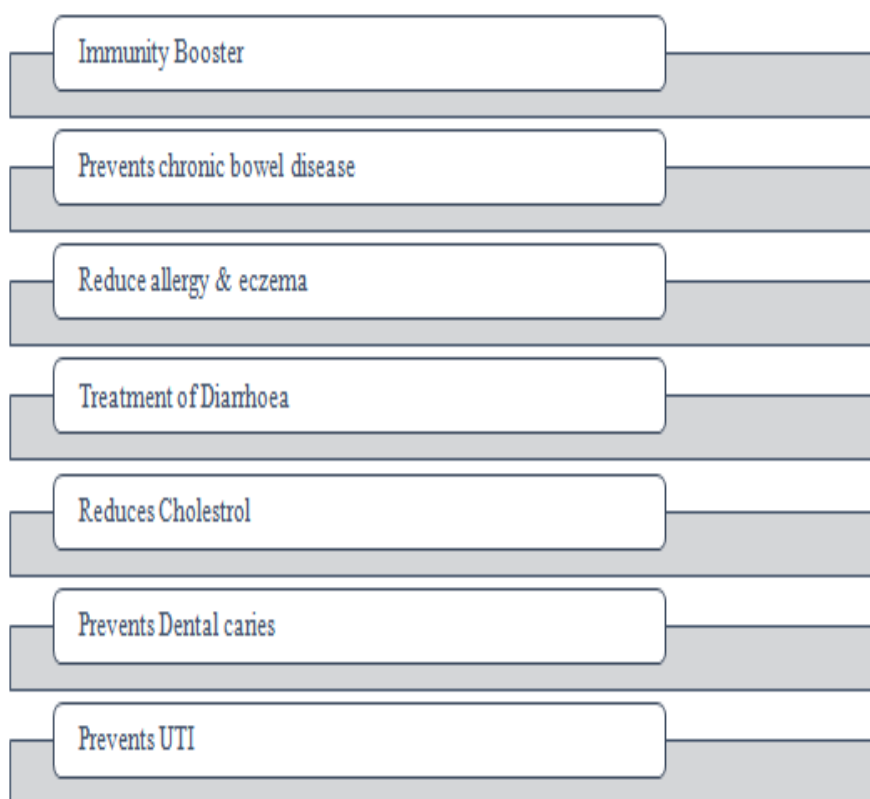 Immunity Booster
Prevents chronic bowel disease
Reduce allergy & eczema
Treatment of Diarrhoea
Reduces Cholestrol
Prevents Dental caries
Prevents UTI